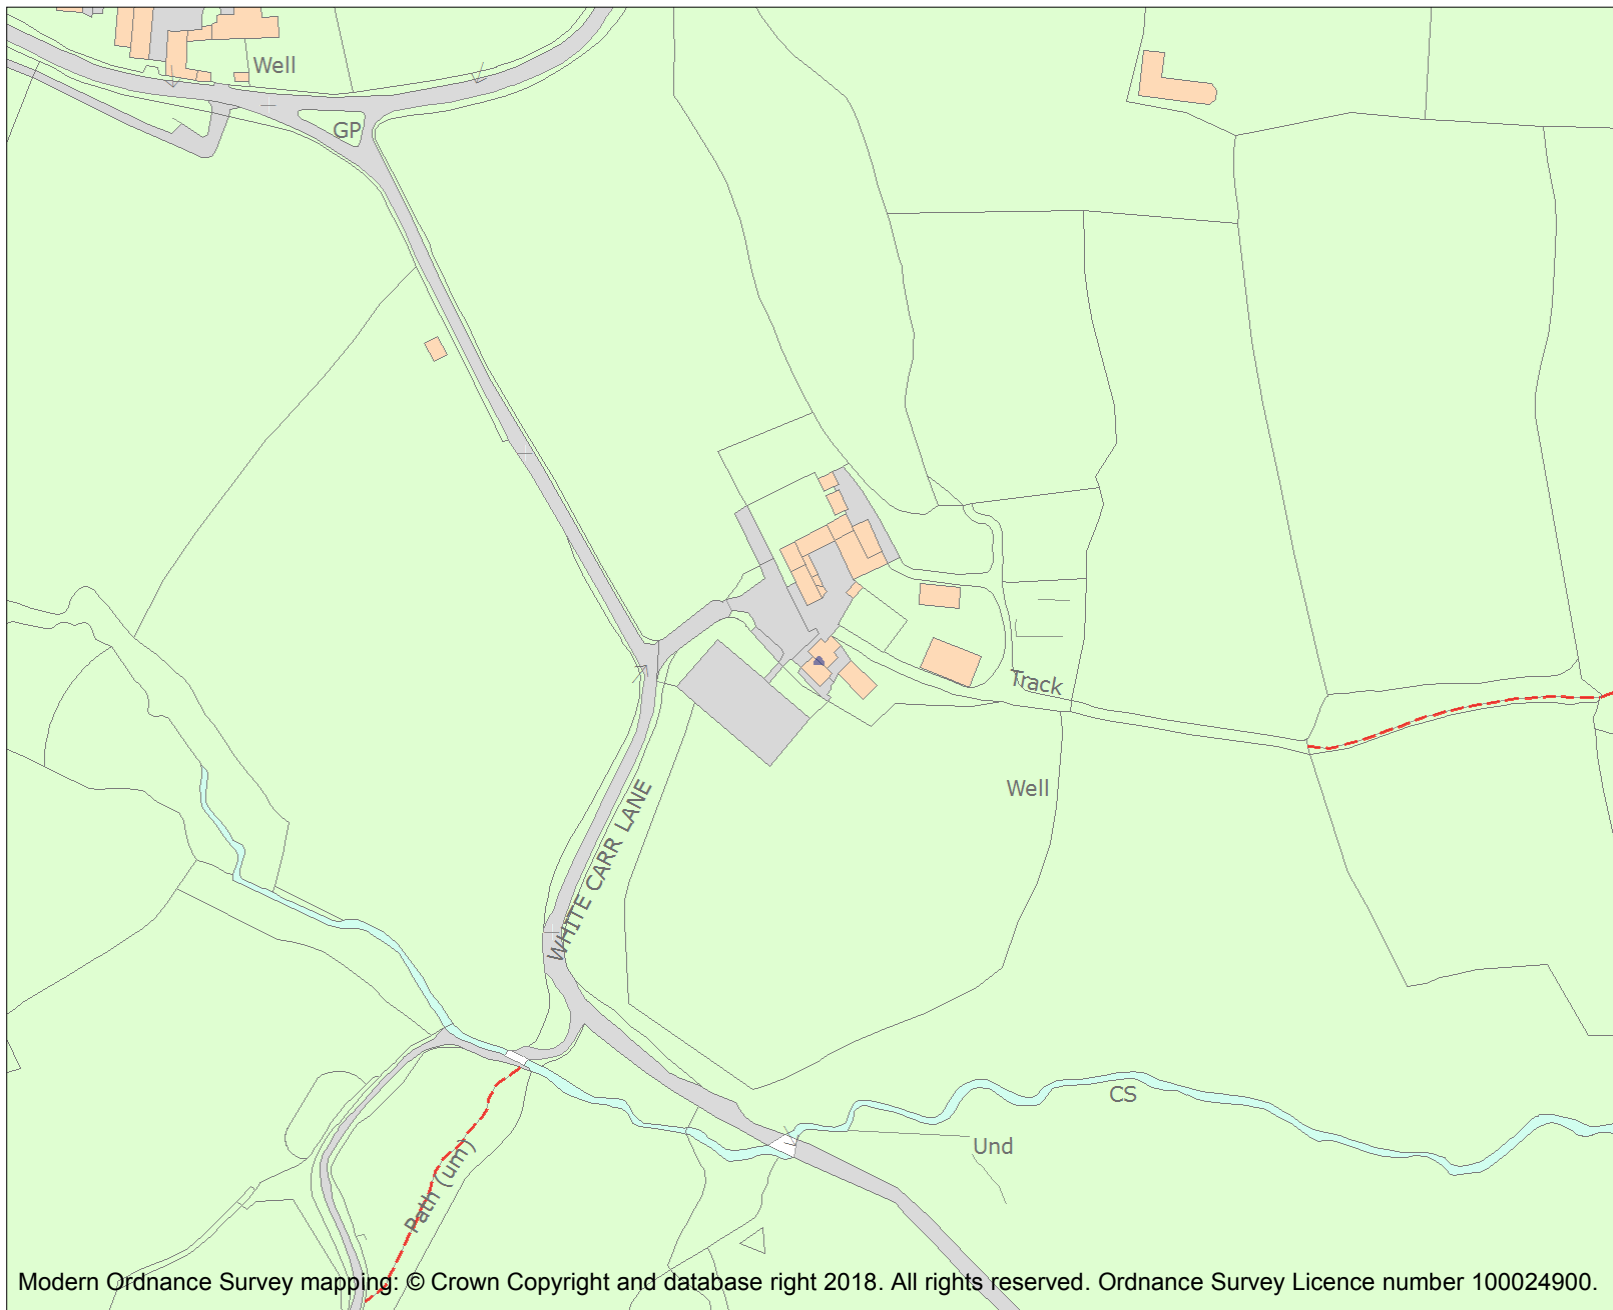 Well
GP
Track
Well
WHITE CARR LANE
CS
Und
Path (um)
Modern Ordnance Survey mapping: © Crown Copyright and database right 2018. All rights reserved. Ordnance Survey Licence number 100024900.